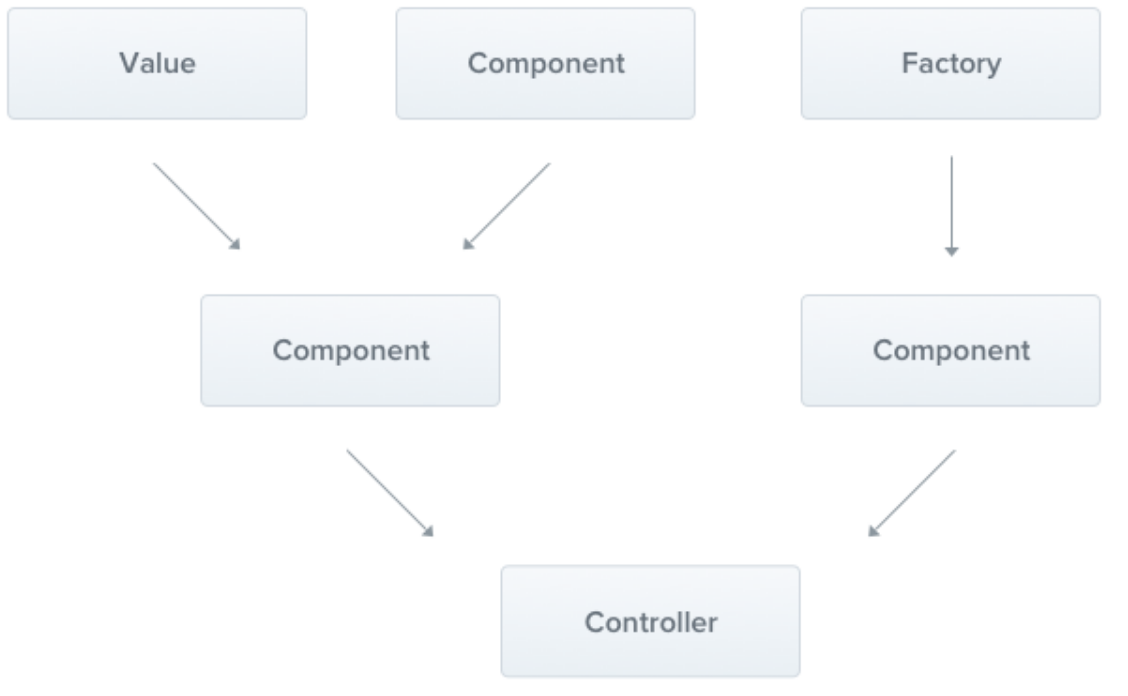 Value
Component
Factory
Component
Component
Controller